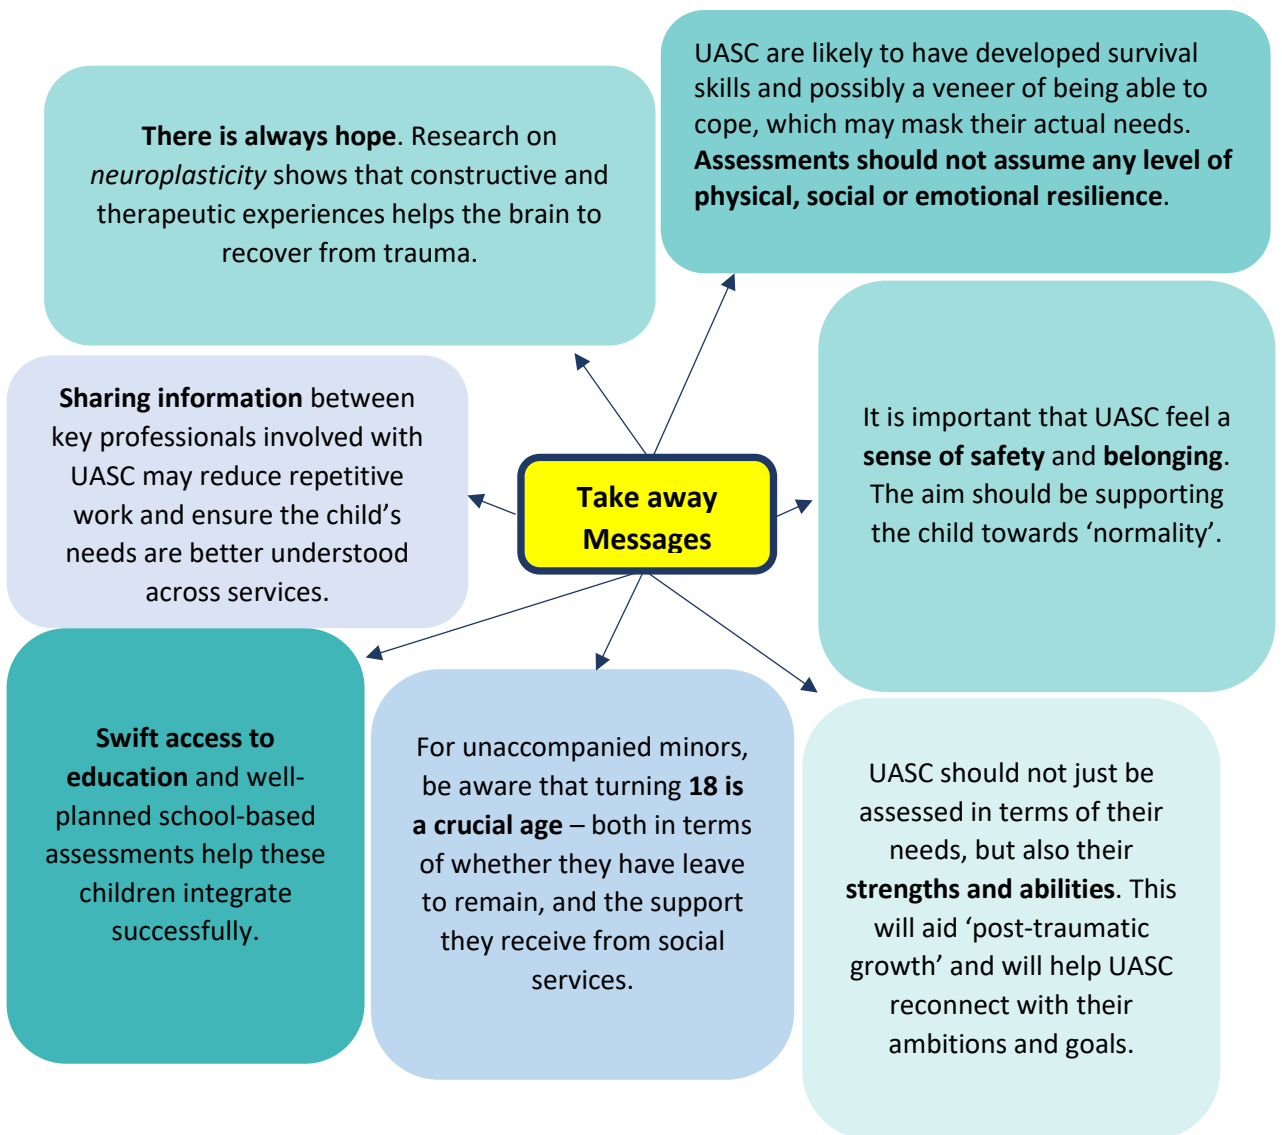 There is always hope. Research on
neuroplasticity shows that constructive and
therapeutic experiences helps the brain to
recover from trauma.
UASC are likely to have developed survival
skills and possibly a veneer of being able to
cope, which may mask their actual needs.
Assessments should not assume any level of
physical, social or emotional resilience.
Sharing information between
key professionals involved with
UASC may reduce repetitive
work and ensure the child’s
needs are better understood
across services.
Take away
Messages
It is important that UASC feel a
sense of safety and belonging.
The aim should be supporting
the child towards ‘normality’.
Swift access to
education and well-
planned school-based
assessments help these
children integrate
successfully.
For unaccompanied minors,
be aware that turning 18 is
a crucial age – both in terms
of whether they have leave
to remain, and the support
they receive from social
services.
UASC should not just be
assessed in terms of their
needs, but also their
strengths and abilities. This
will aid ‘post-traumatic
growth’ and will help UASC
reconnect with their
ambitions and goals.